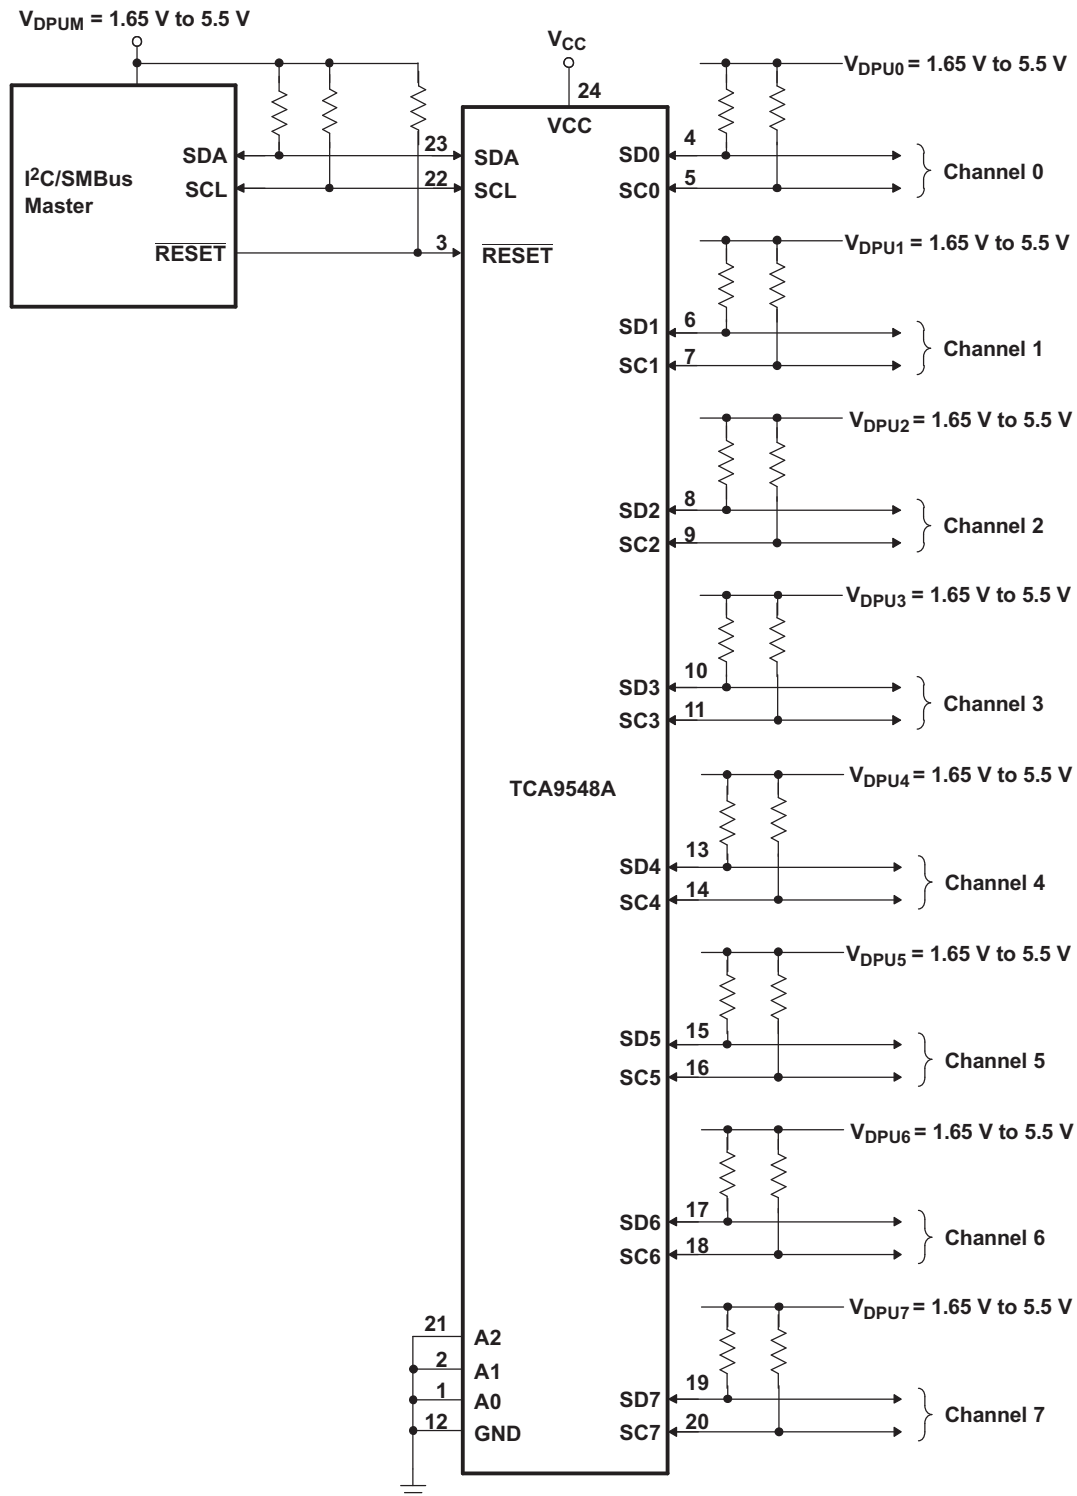 VDPUM = 1.65 V to 5.5 V
VCC
24
VCC
I2C/SMBus
Master
SDA
SCL
RESET
23
22
3
SDA
SCL
RESET
TCA9548A
21
2
1
12
A2
A1
A0
GND
VDPU0 = 1.65 V to 5.5 V
SD0
4
SC0
5
Channel 0
VDPU1 = 1.65 V to 5.5 V
SD1
6
SC1
7
Channel 1
VDPU2 = 1.65 V to 5.5 V
SD2
8
SC2
9
Channel 2
VDPU3 = 1.65 V to 5.5 V
SD3
10
SC3
11
Channel 3
VDPU4 = 1.65 V to 5.5 V
SD4
13
SC4
14
Channel 4
VDPU5 = 1.65 V to 5.5 V
SD5
15
SC5
16
Channel 5
VDPU6 = 1.65 V to 5.5 V
SD6
17
SC6
18
Channel 6
VDPU7 = 1.65 V to 5.5 V
SD7
19
SC7
20
Channel 7